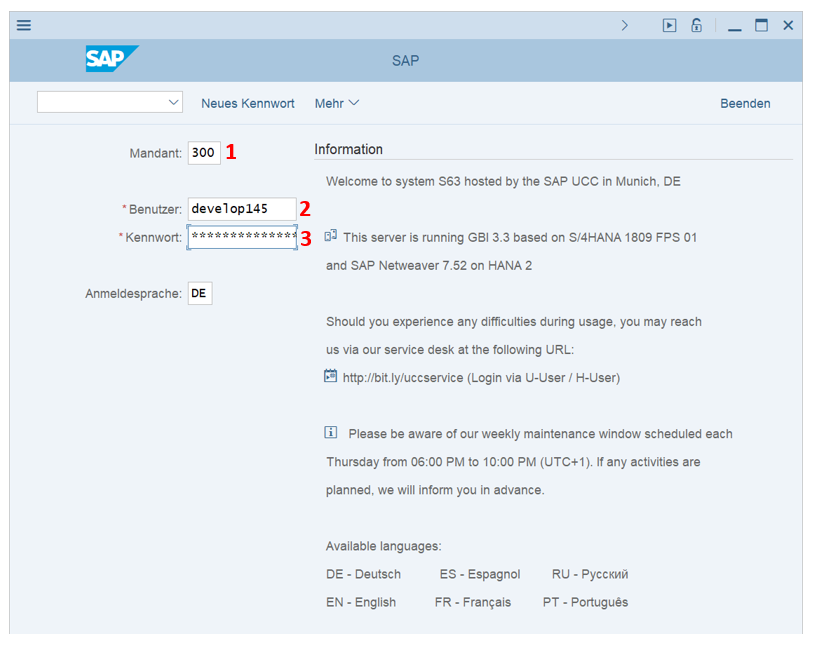 SAP
SAP
Neues Kennwort Mehr Beenden
Mandant: 300 1
* Benutzer: develop145 2
* Kennwort: ************** 3
Anmeldesprache: DE
Information
Welcome to system S63 hosted by the SAP UCC in Munich, DE
This server is running GBI 3.3 based on S/4HANA 1809 FPS 01
and SAP Netweaver 7.52 on HANA 2
Should you experience any difficulties during usage, you may reach
us via our service desk at the following URL:
http://bit.ly/uccservice (Login via U-User / H-User)
Please be aware of our weekly maintenance window scheduled each
Thursday from 06:00 PM to 10:00 PM (UTC+1). If any activities are
planned, we will inform you in advance.
Available languages:
DE - Deutsch ES - Espagnol RU - Русский
EN - English FR - Français PT - Português